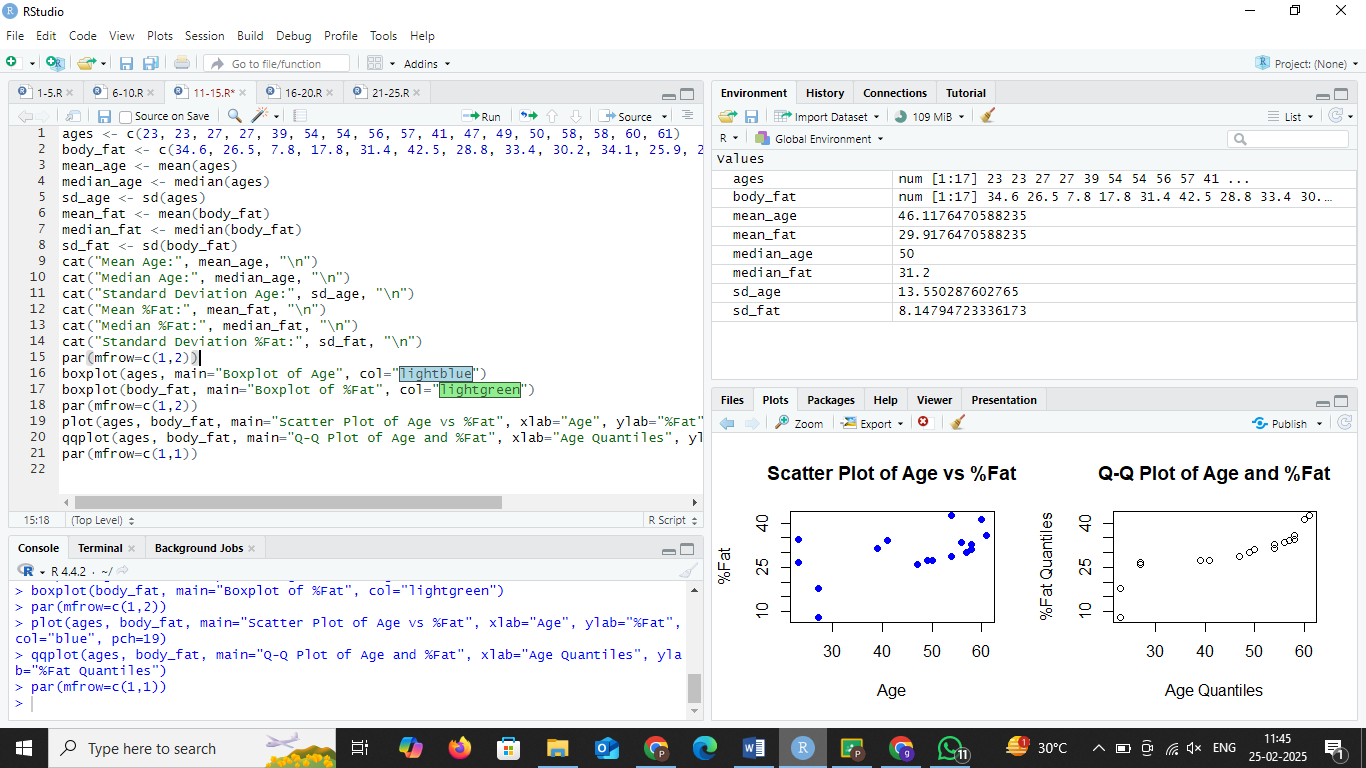 RStudio
File Edit Code View Plots Session Build Debug Profile Tools Help
Go to file/function Addins Project: (None)
1-5.R 6-10.R 11-15.R* 16-20.R 21-25.R
Source on Save Run Source
1 ages <- c(23, 23, 27, 27, 39, 54, 54, 56, 57, 41, 47, 49, 50, 58, 58, 60, 61)
2 body_fat <- c(34.6, 26.5, 7.8, 17.8, 31.4, 42.5, 28.8, 33.4, 30.2, 34.1, 25.9, 2
3 mean_age <- mean(ages)
4 median_age <- median(ages)
5 sd_age <- sd(ages)
6 mean_fat <- mean(body_fat)
7 median_fat <- median(body_fat)
8 sd_fat <- sd(body_fat)
9 cat("Mean Age:", mean_age, "\n")
10 cat("Median Age:", median_age, "\n")
11 cat("Standard Deviation Age:", sd_age, "\n")
12 cat("Mean %Fat:", mean_fat, "\n")
13 cat("Median %Fat:", median_fat, "\n")
14 cat("Standard Deviation %Fat:", sd_fat, "\n")
15 par(mfrow=c(1,2))
16 boxplot(ages, main="Boxplot of Age", col="lightblue")
17 boxplot(body_fat, main="Boxplot of %Fat", col="lightgreen")
18 par(mfrow=c(1,2))
19 plot(ages, body_fat, main="Scatter Plot of Age vs %Fat", xlab="Age", ylab="%Fat"
20 qqplot(ages, body_fat, main="Q-Q Plot of Age and %Fat", xlab="Age Quantiles", yl
21 par(mfrow=c(1,1))
22
15:18 (Top Level) R Script
Console Terminal Background Jobs
R 4.4.2 · ~/
> boxplot(body_fat, main="Boxplot of %Fat", col="lightgreen")
> par(mfrow=c(1,2))
> plot(ages, body_fat, main="Scatter Plot of Age vs %Fat", xlab="Age", ylab="%Fat",
col="blue", pch=19)
> qqplot(ages, body_fat, main="Q-Q Plot of Age and %Fat", xlab="Age Quantiles", yla
b="%Fat Quantiles")
> par(mfrow=c(1,1))
>
Environment History Connections Tutorial
Import Dataset 109 MiB List
R Global Environment
Values
ages num [1:17] 23 23 27 27 39 54 54 56 57 41 ...
body_fat num [1:17] 34.6 26.5 7.8 17.8 31.4 42.5 28.8 33.4 30.…
mean_age 46.1176470588235
mean_fat 29.9176470588235
median_age 50
median_fat 31.2
sd_age 13.550287602765
sd_fat 8.14794723336173
Files Plots Packages Help Viewer Presentation
Zoom Export Publish
Scatter Plot of Age vs %Fat
%Fat
10 25 40
30 40 50 60
Age
Q-Q Plot of Age and %Fat
%Fat Quantiles
10 25 40
30 40 50 60
Age Quantiles
Type here to search
11
1
30°C
ENG
11:45
25-02-2025
1